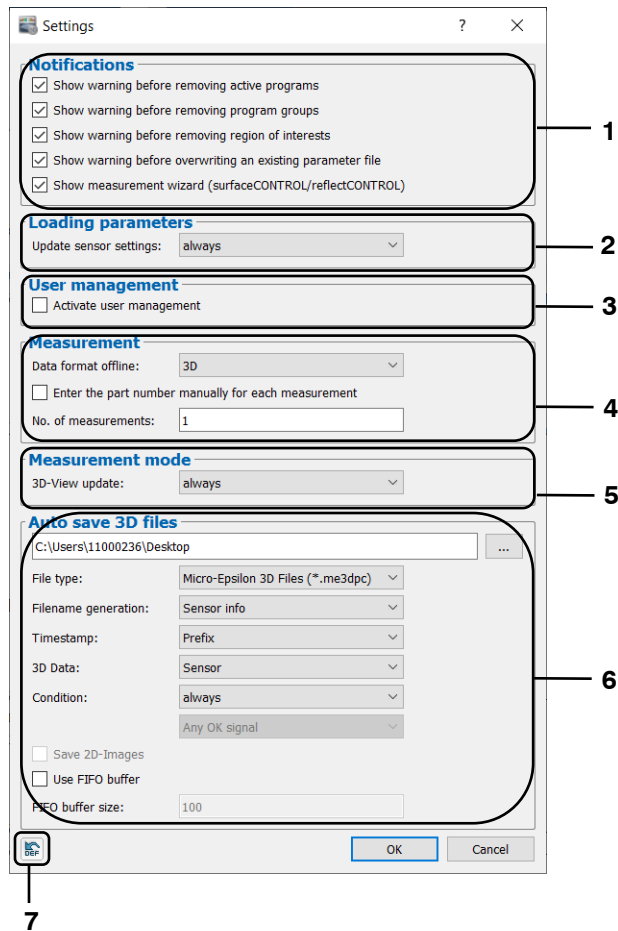 Settings ? ×
Notifications
Show warning before removing active programs
Show warning before removing program groups
Show warning before removing region of interests
1
Show warning before overwriting an existing parameter file
Show measurement wizard (surfaceCONTROL/reflectCONTROL)
Loading parameters
Update sensor settings: always
2
User management
Activate user management
3
Measurement
Data format offline: 3D
Enter the part number manually for each measurement
4
No. of measurements: 1
Measurement mode
3D-View update: always
5
Auto save 3D files
C:\Users\11000236\Desktop ...
File type: Micro-Epsilon 3D Files (*.me3dpc)
Filename generation: Sensor info
Timestamp: Prefix
3D Data: Sensor
6
Condition: always
Any OK signal
Save 2D-Images
Use FIFO buffer
FIFO buffer size: 100
DEF OK Cancel
7